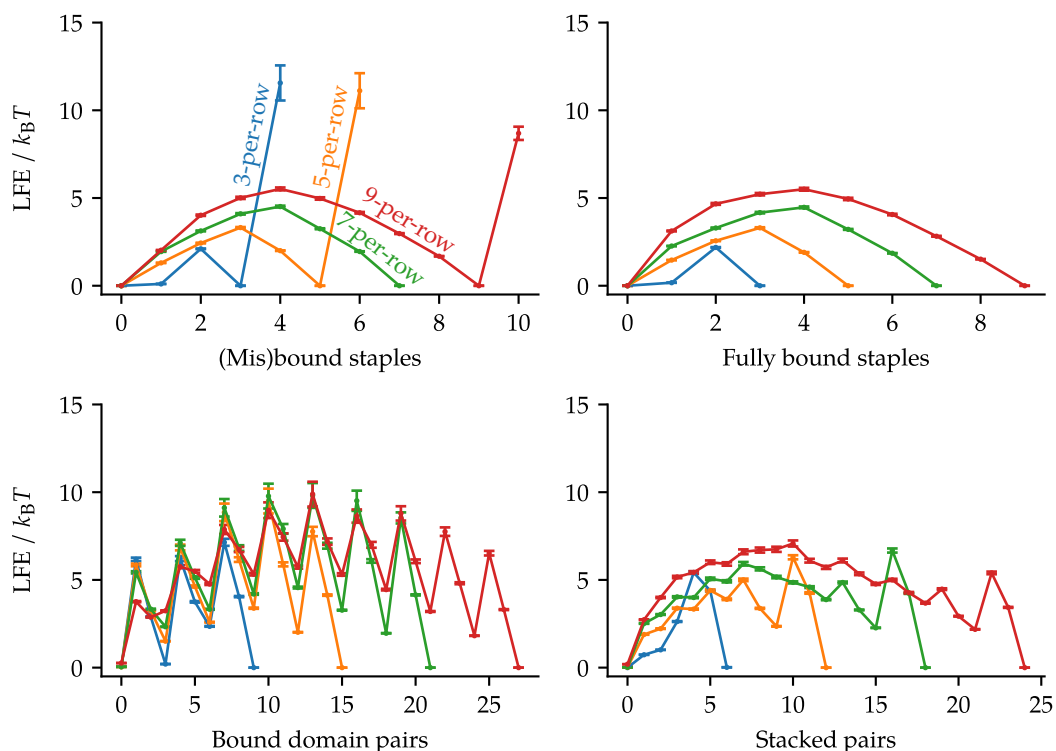 15
10
5
0
LFE / kBT
3-per-row
5-per-row
7-per-row
9-per-row
0 2 4 6 8 10
(Mis)bound staples
15
10
5
0
0 2 4 6 8
Fully bound staples
15
10
5
0
LFE / kBT
0 5 10 15 20 25
Bound domain pairs
15
10
5
0
0 5 10 15 20 25
Stacked pairs